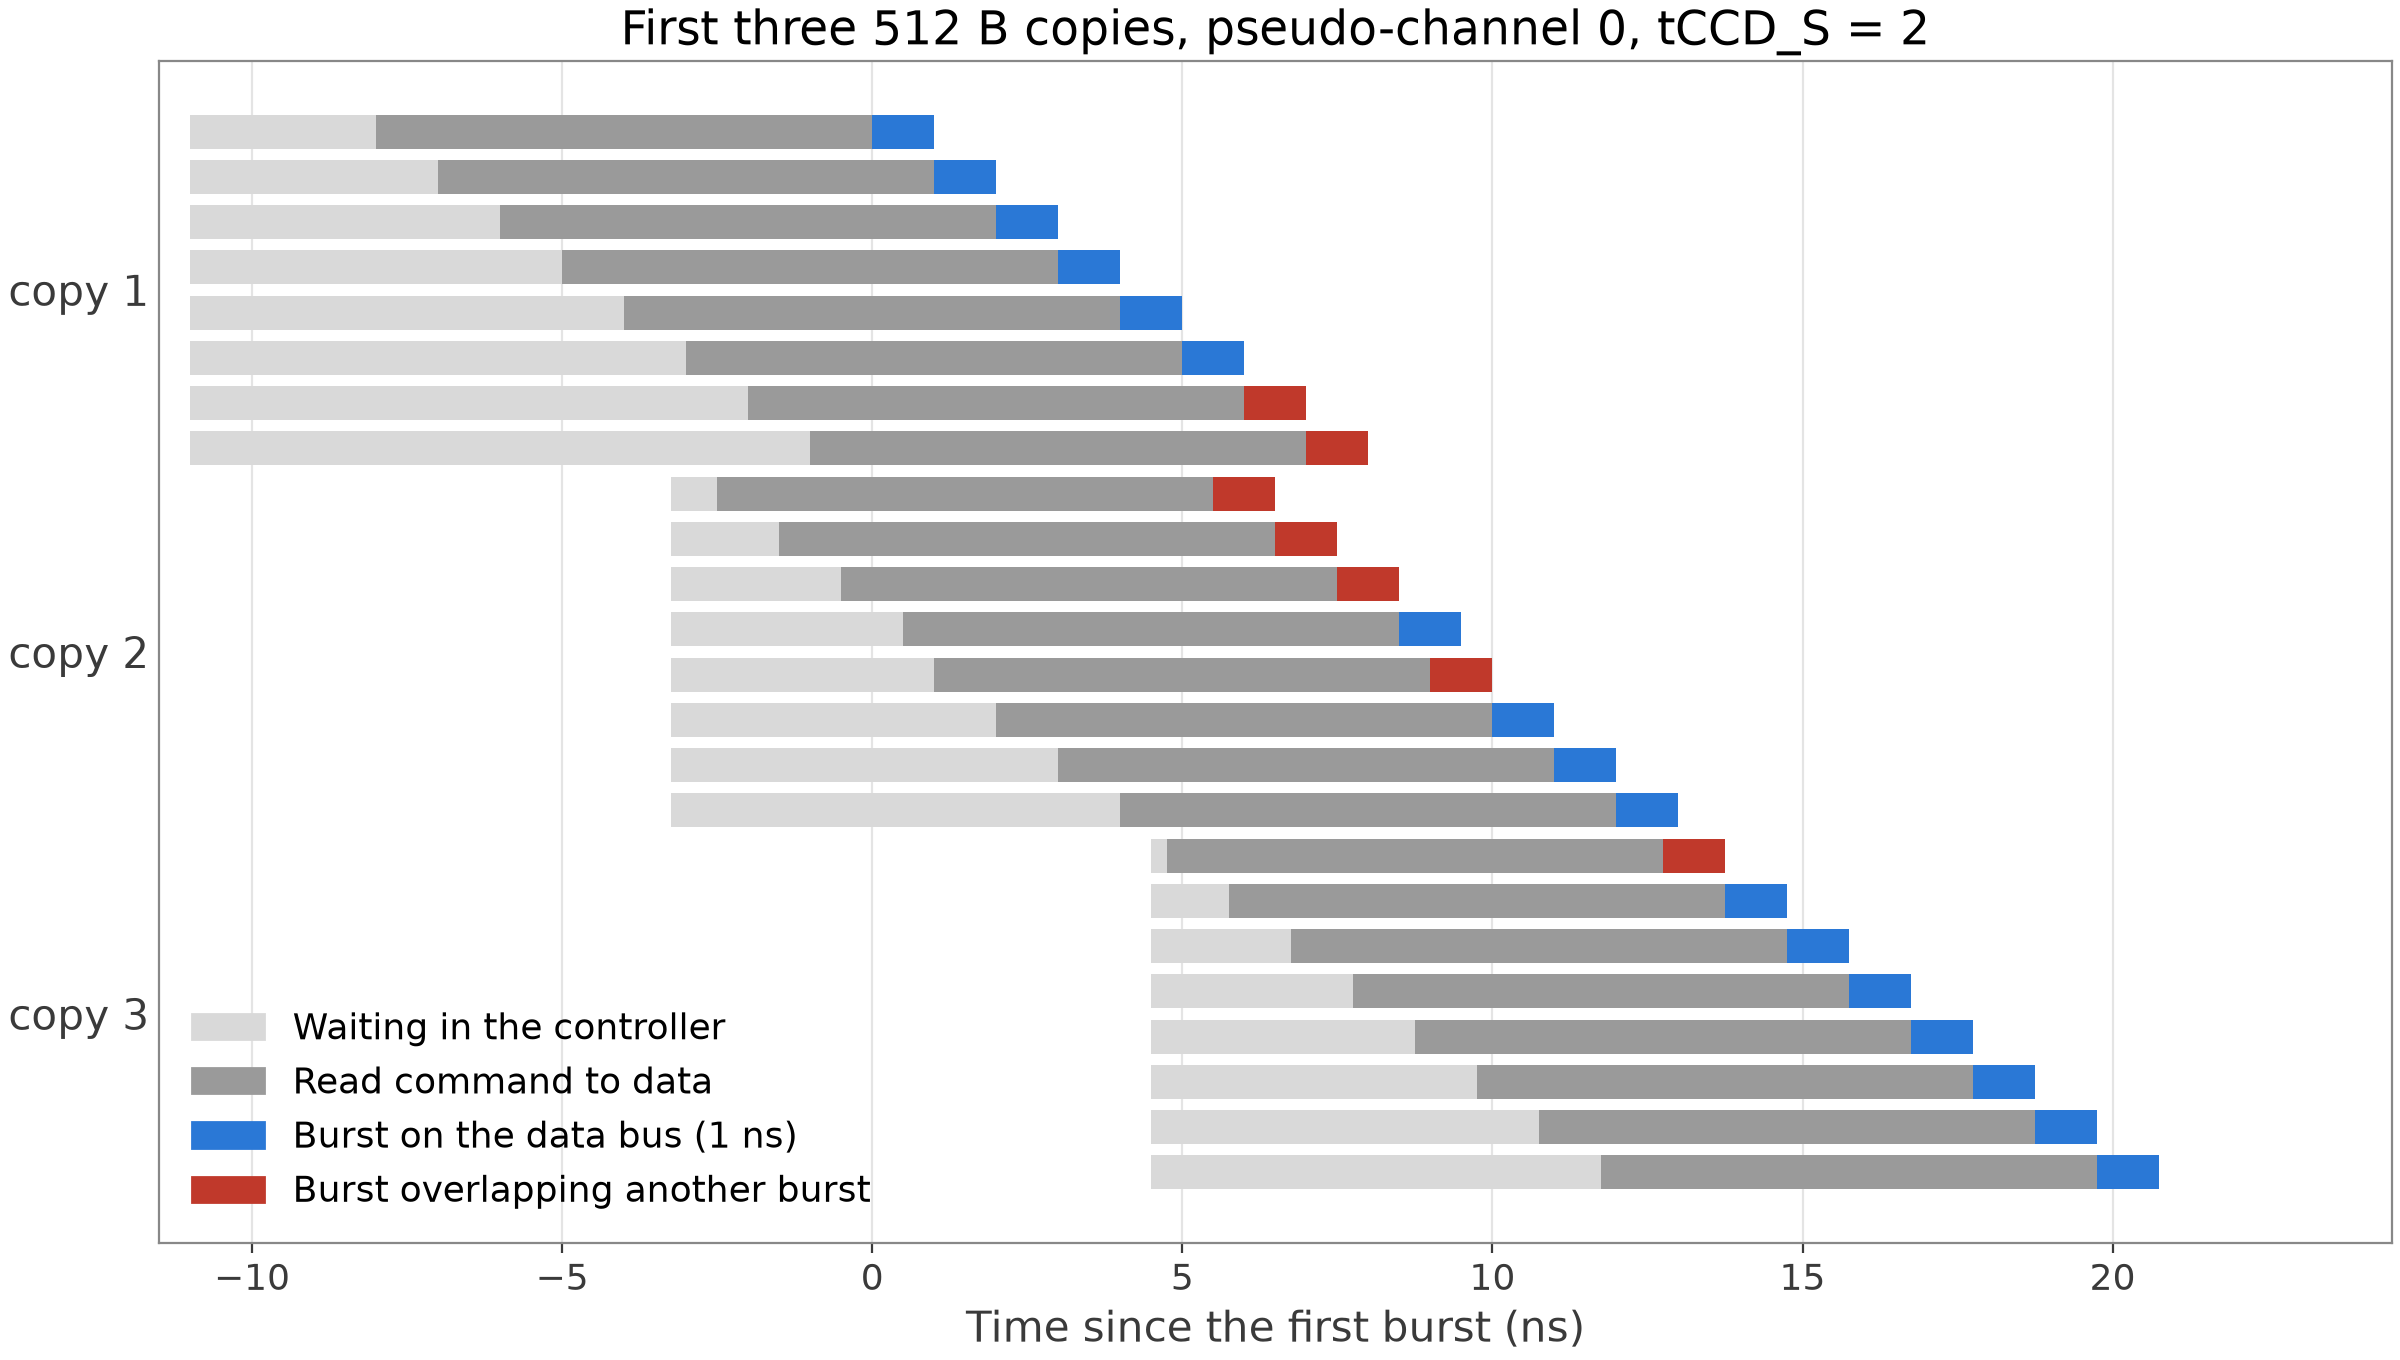 First three 512 B copies, pseudo-channel 0, tCCD_S = 2
copy 1
copy 2
copy 3
Waiting in the controller
Read command to data
Burst on the data bus (1 ns)
Burst overlapping another burst
−10 −5 0 5 10 15 20
Time since the first burst (ns)